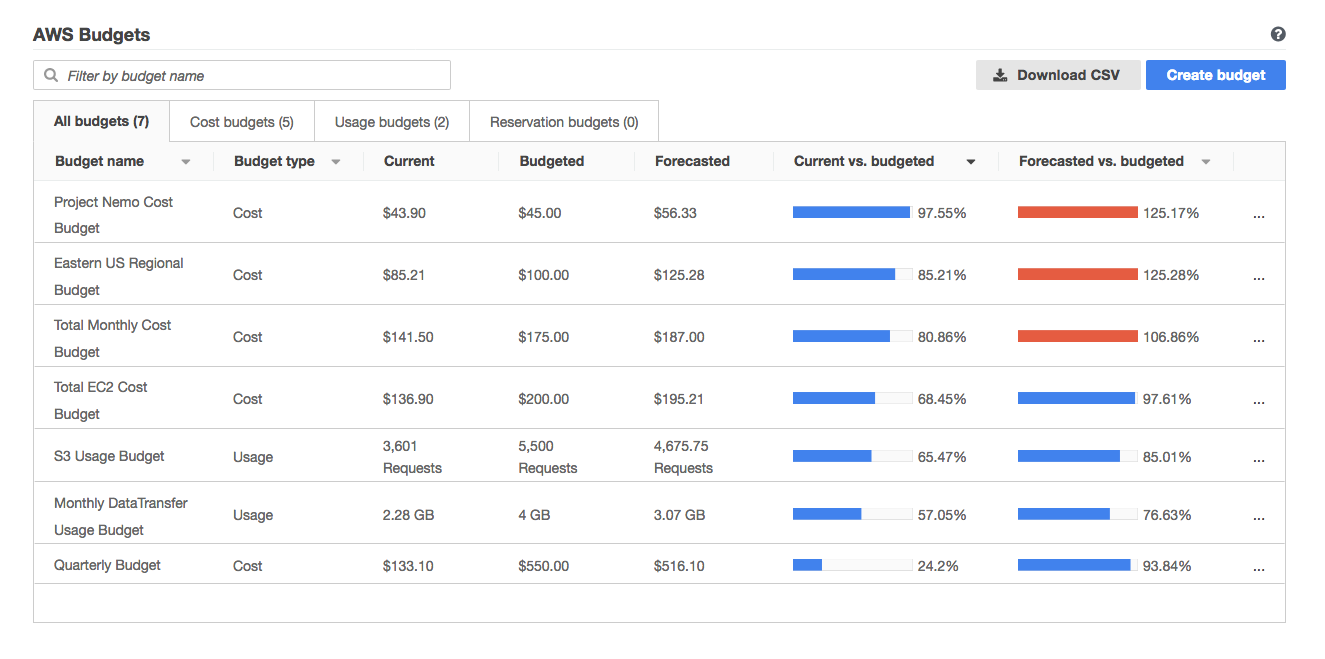 AWS Budgets
?
Filter by budget name
Download CSV
Create budget
All budgets (7)
Cost budgets (5)
Usage budgets (2)
Reservation budgets (0)
Budget name
Budget type
Current
Budgeted
Forecasted
Current vs. budgeted
Forecasted vs. budgeted
Project Nemo Cost
Budget
Cost
$43.90
$45.00
$56.33
97.55%
125.17%
...
Eastern US Regional
Budget
Cost
$85.21
$100.00
$125.28
85.21%
125.28%
...
Total Monthly Cost
Budget
Cost
$141.50
$175.00
$187.00
80.86%
106.86%
...
Total EC2 Cost
Budget
Cost
$136.90
$200.00
$195.21
68.45%
97.61%
...
S3 Usage Budget
Usage
3,601
Requests
5,500
Requests
4,675.75
Requests
65.47%
85.01%
...
Monthly DataTransfer
Usage Budget
Usage
2.28 GB
4 GB
3.07 GB
57.05%
76.63%
...
Quarterly Budget
Cost
$133.10
$550.00
$516.10
24.2%
93.84%
...